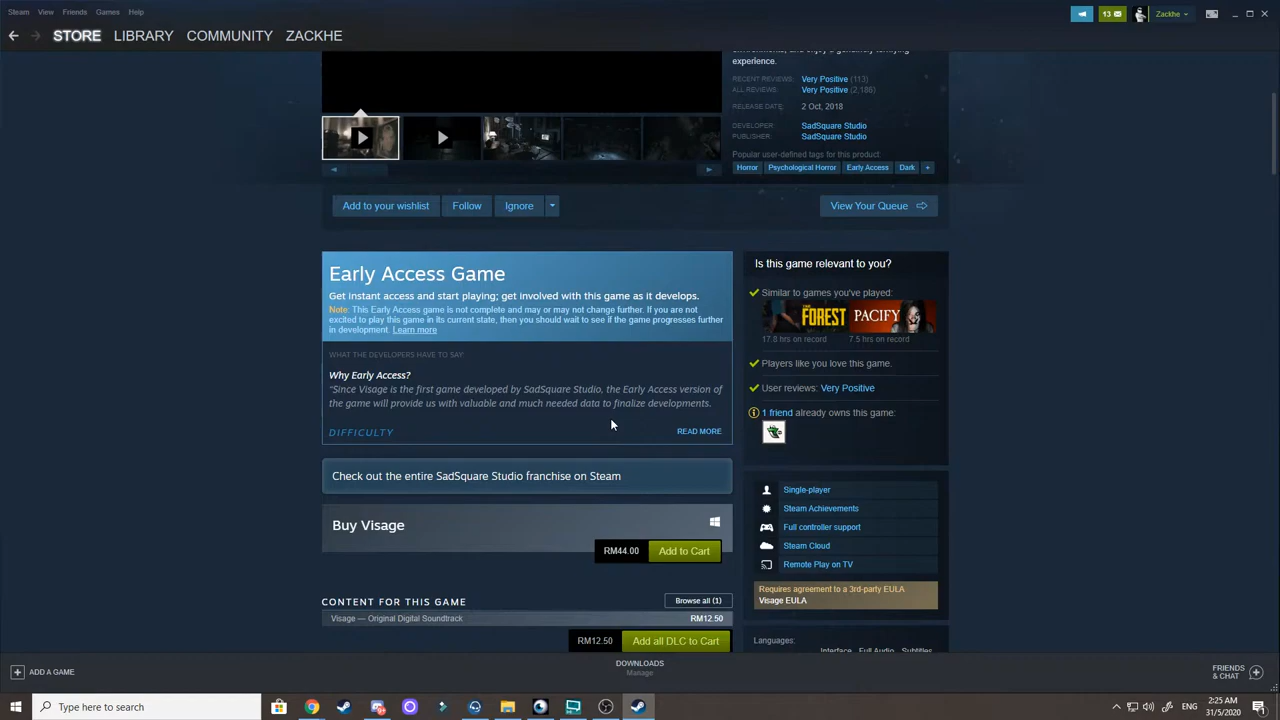 Steam View Friends Games Help
13
Zackhe
STORE LIBRARY COMMUNITY ZACKHE
experience.
RECENT REVIEWS: Very Positive (113)
ALL REVIEWS: Very Positive (2,188)
RELEASE DATE: 2 Oct, 2018
DEVELOPER: SadSquare Studio
PUBLISHER: SadSquare Studio
Popular user-defined tags for this product:
Horror Psychological Horror Early Access Dark +
Add to your wishlist Follow Ignore
View Your Queue
Early Access Game
Get instant access and start playing; get involved with this game as it develops.
Note: This Early Access game is not complete and may or may not change further. If you are not
excited to play this game in its current state, then you should wait to see if the game progresses further
in development. Learn more
WHAT THE DEVELOPERS HAVE TO SAY:
Why Early Access?
“Since Visage is the first game developed by SadSquare Studio, the Early Access version of
the game will provide us with valuable and much needed data to finalize developments.
DIFFICULTY
READ MORE
Check out the entire SadSquare Studio franchise on Steam
Buy Visage
RM44.00 Add to Cart
CONTENT FOR THIS GAME
Browse all (1)
Visage — Original Digital Soundtrack RM12.50
RM12.50 Add all DLC to Cart
Is this game relevant to you?
Similar to games you've played:
THE FOREST
PACIFY
17.8 hrs on record 7.5 hrs on record
Players like you love this game.
User reviews: Very Positive
1 friend already owns this game:
Single-player
Steam Achievements
Full controller support
Steam Cloud
Remote Play on TV
Requires agreement to a 3rd-party EULA
Visage EULA
Languages:
Interface Full Audio Subtitles
ADD A GAME
DOWNLOADS
Manage
FRIENDS
& CHAT
Type here to search
ENG
2:25 AM
31/5/2020